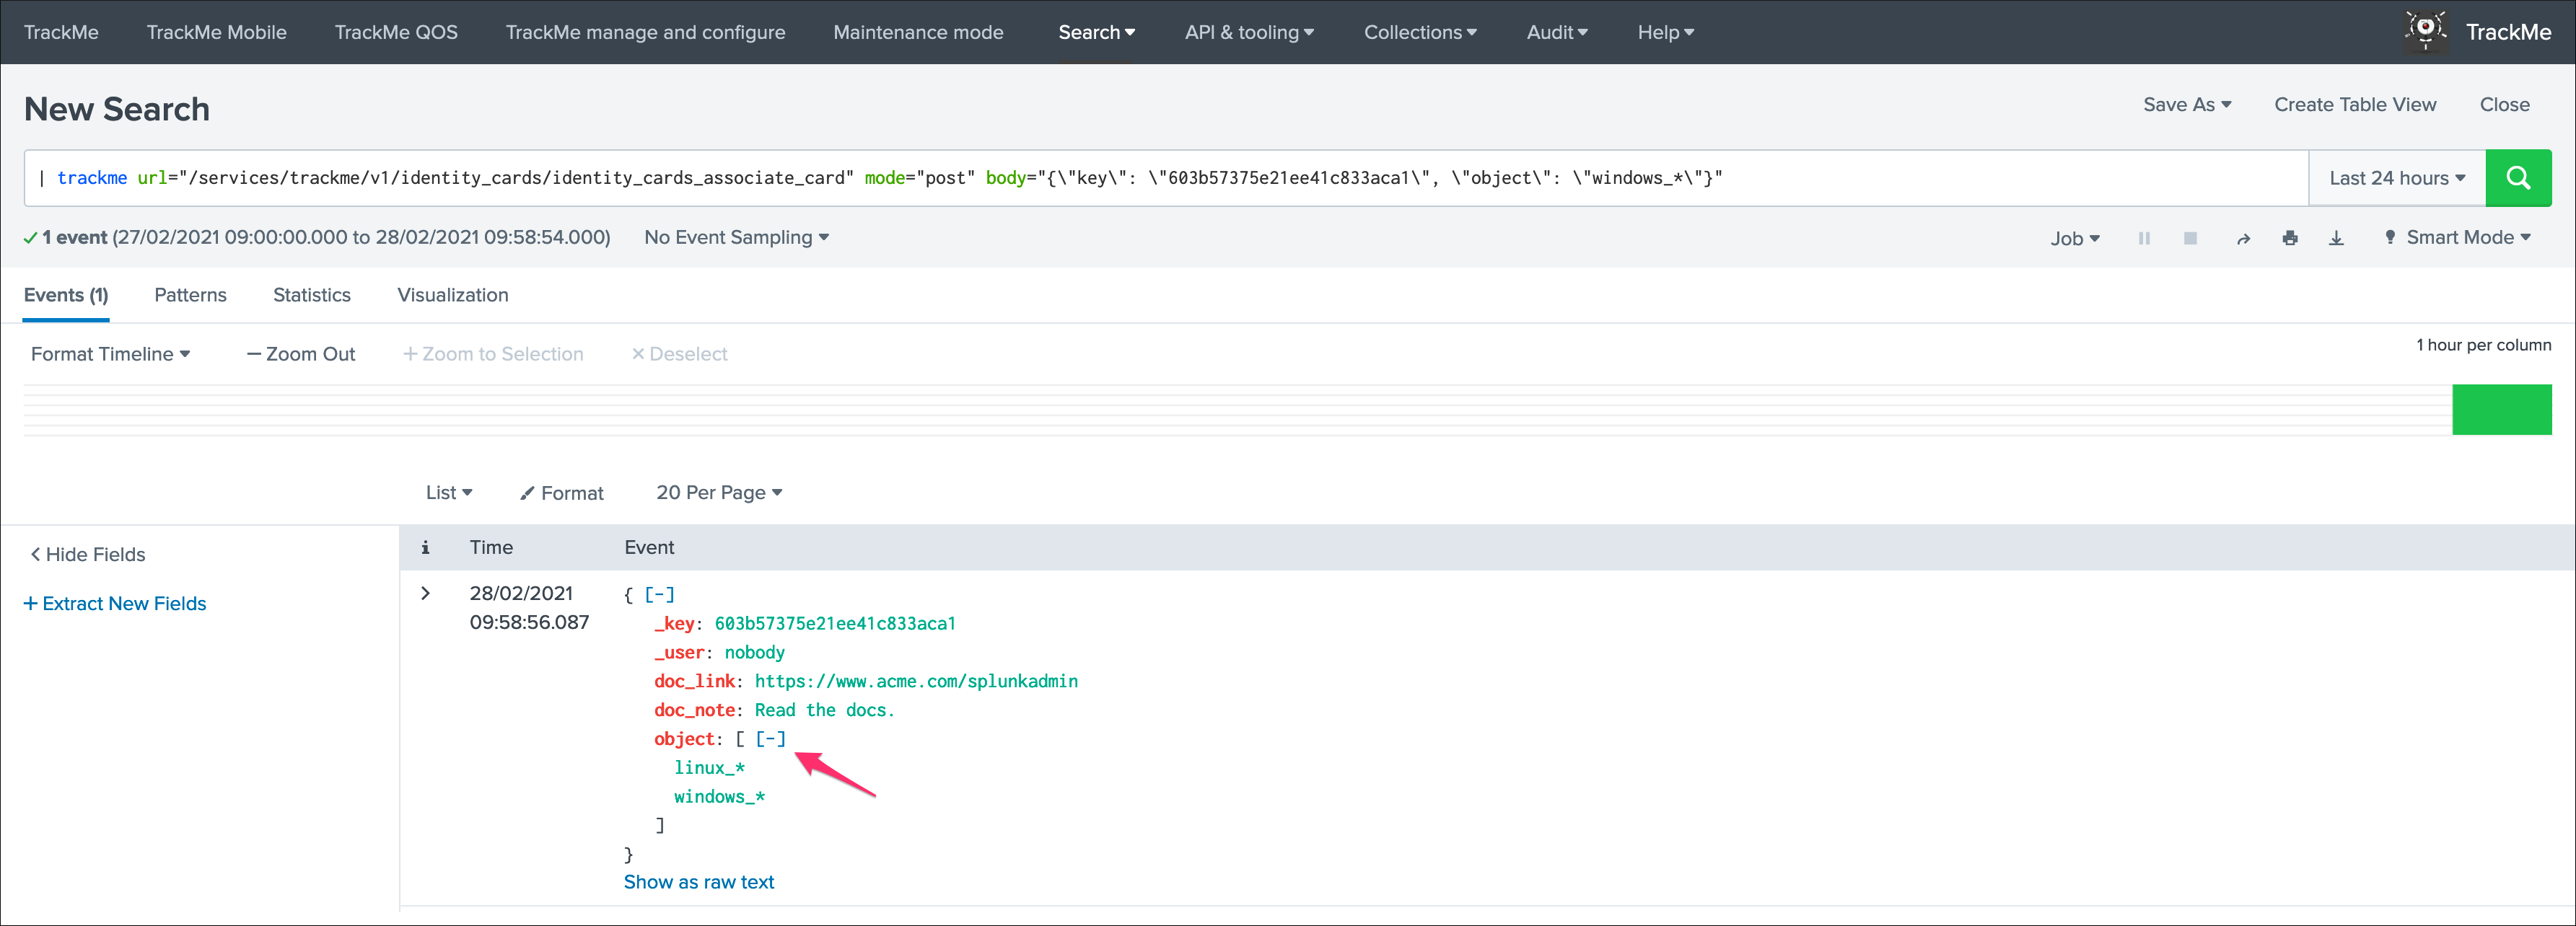 TrackMe TrackMe Mobile TrackMe QOS TrackMe manage and configure Maintenance mode Search API & tooling Collections Audit Help TrackMe
New Search Save As Create Table View Close
| trackme url="/services/trackme/v1/identity_cards/identity_cards_associate_card" mode="post" body="{\"key\": \"603b57375e21ee41c833aca1\", \"object\": \"windows_*\"}" Last 24 hours
1 event (27/02/2021 09:00:00.000 to 28/02/2021 09:58:54.000) No Event Sampling Job Smart Mode
Events (1) Patterns Statistics Visualization
Format Timeline — Zoom Out + Zoom to Selection × Deselect 1 hour per column
List Format 20 Per Page
< Hide Fields i Time Event
+ Extract New Fields
> 28/02/2021 { [-]
09:58:56.087 _key: 603b57375e21ee41c833aca1
_user: nobody
doc_link: https://www.acme.com/splunkadmin
doc_note: Read the docs.
object: [ [-]
linux_*
windows_*
]
}
Show as raw text